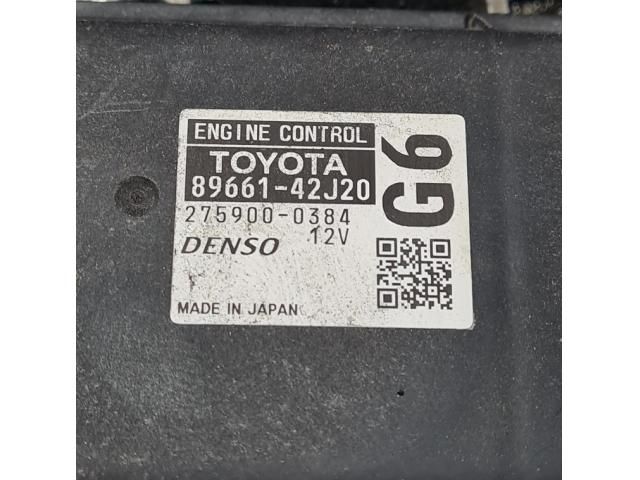 ENGINE CONTROL
TOYOTA
89661-42J20
275900-0384
12V
DENSO
MADE IN JAPAN
G6